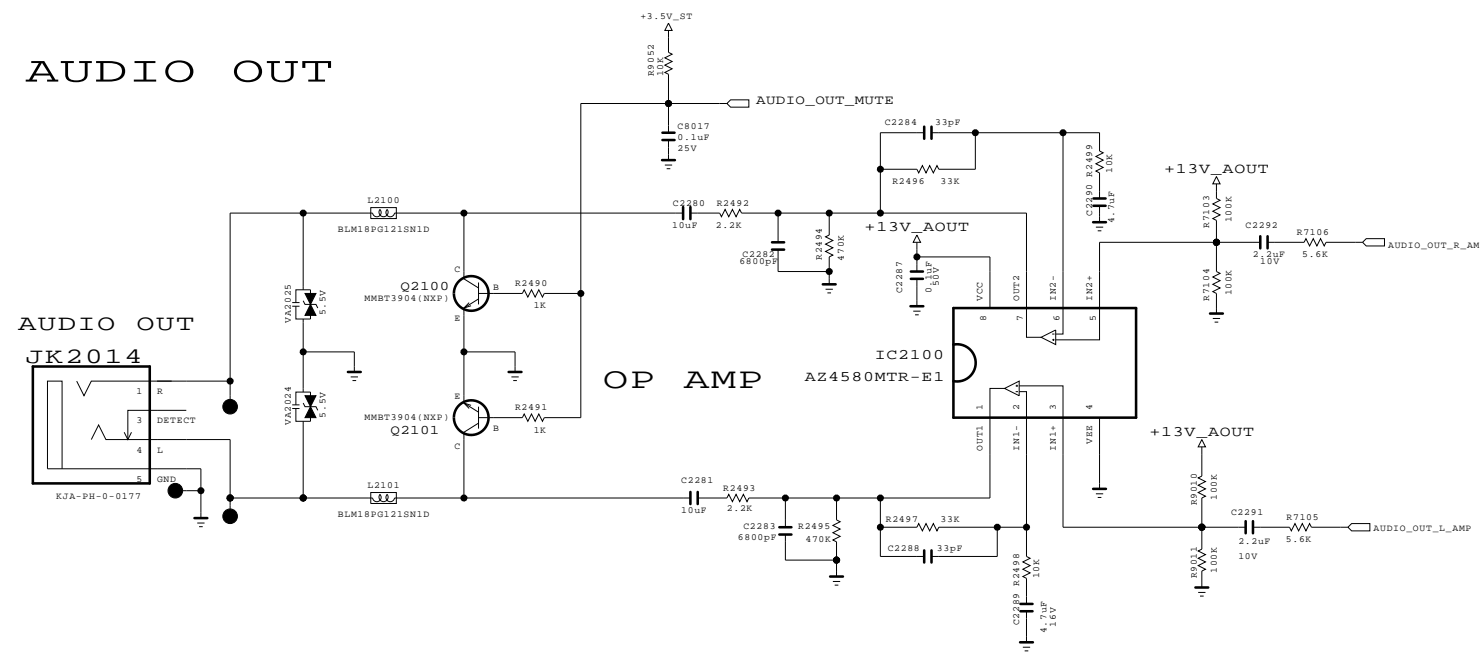 AUDIO OUT
+3.5V_ST
R9052
10K
AUDIO_OUT_MUTE
C8017
0.1uF
25V
C2284
33pF
R2496
33K
R2499
10K
C2290
4.7uF
+13V_AOUT
R7103
100K
C2292
2.2uF
10V
R7106
5.6K
AUDIO_OUT_R_AM
R7104
100K
L2100
BLM18PG121SN1D
C2280
10uF
R2492
2.2K
C2282
6800pF
R2494
470K
+13V_AOUT
C2287
0.1uF
50V
VCC
OUT2
IN2-
IN2+
8
7
6
5
VA2025
5.5V
C
Q2100
MMBT3904(NXP)
B
E
R2490
1K
AUDIO OUT
JK2014
1
R
3
DETECT
4
L
5
GND
KJA-PH-0-0177
VA2024
5.5V
E
MMBT3904(NXP)
Q2101
B
C
R2491
1K
OP AMP
IC2100
AZ4580MTR-E1
1
2
3
4
OUT1
IN1-
IN1+
VEE
L2101
BLM18PG121SN1D
C2281
10uF
R2493
2.2K
C2283
6800pF
R2495
470K
R2497
33K
C2288
33pF
R2498
10K
C2289
4.7uF
16V
+13V_AOUT
R9010
100K
C2291
2.2uF
10V
R7105
5.6K
AUDIO_OUT_L_AMP
R9011
100K